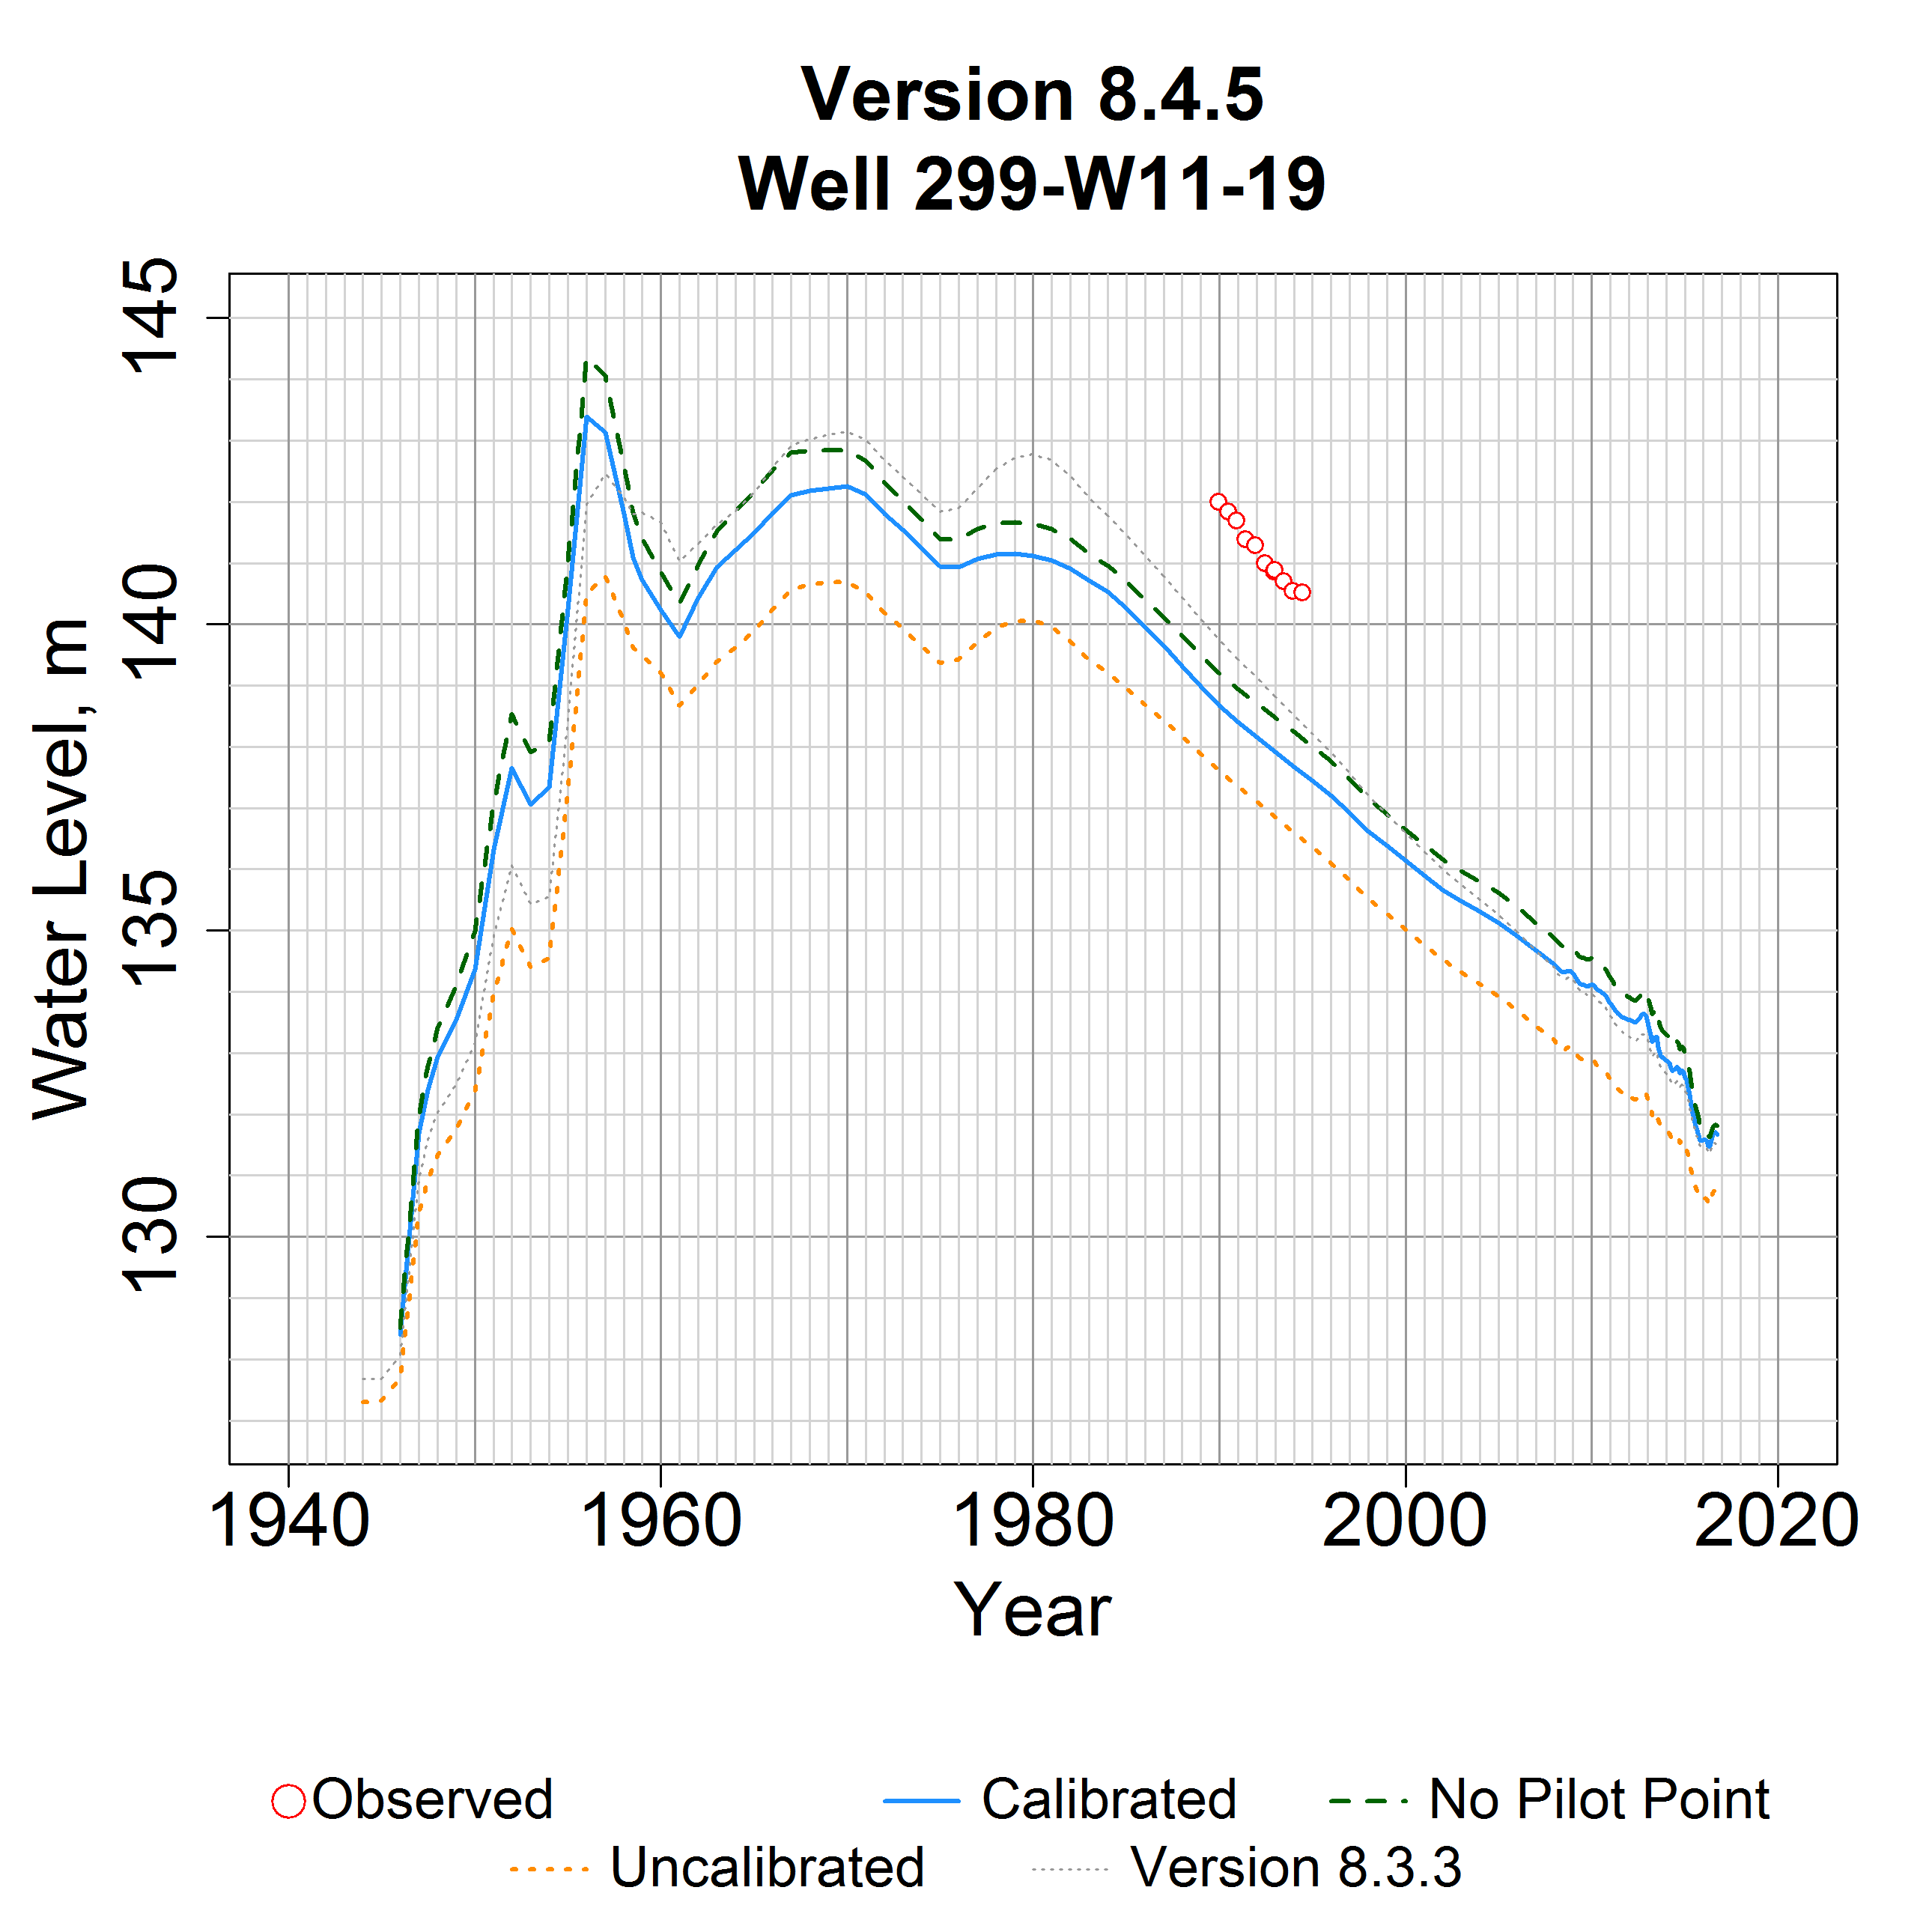 Version 8.4.5
Well 299-W11-19
Water Level, m
145
140
135
130
1940 1960 1980 2000 2020
Year
Observed Calibrated No Pilot Point
Uncalibrated Version 8.3.3